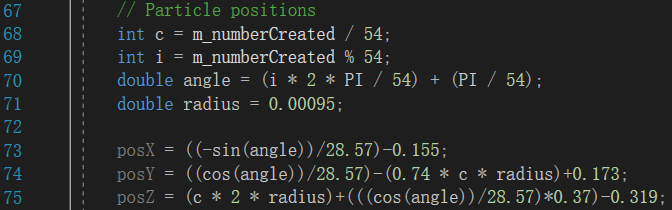 67 // Particle positions
68 int c = m_numberCreated / 54;
69 int i = m_numberCreated % 54;
70 double angle = (i * 2 * PI / 54) + (PI / 54);
71 double radius = 0.00095;
72
73 posX = ((-sin(angle))/28.57)-0.155;
74 posY = ((cos(angle))/28.57)-(0.74 * c * radius)+0.173;
75 posZ = (c * 2 * radius)+(((cos(angle))/28.57)*0.37)-0.319;